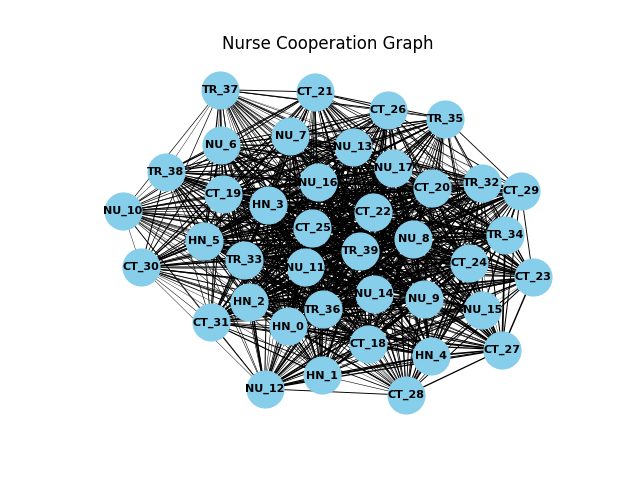 Nurse Cooperation Graph
TR_37
CT_21
CT_26
TR_35
NU_7
NU_6
NU_13
NU_17
TR_38
NU_16
TR_32
CT_20
CT_29
CT_19
HN_3
NU_10
CT_22
CT_25
TR_34
NU_8
HN_5
TR_39
TR_33
CT_24
CT_30
NU_11
CT_23
NU_14
NU_9
HN_2
TR_36
NU_15
CT_31
HN_0
CT_18
CT_27
HN_4
HN_1
NU_12
CT_28